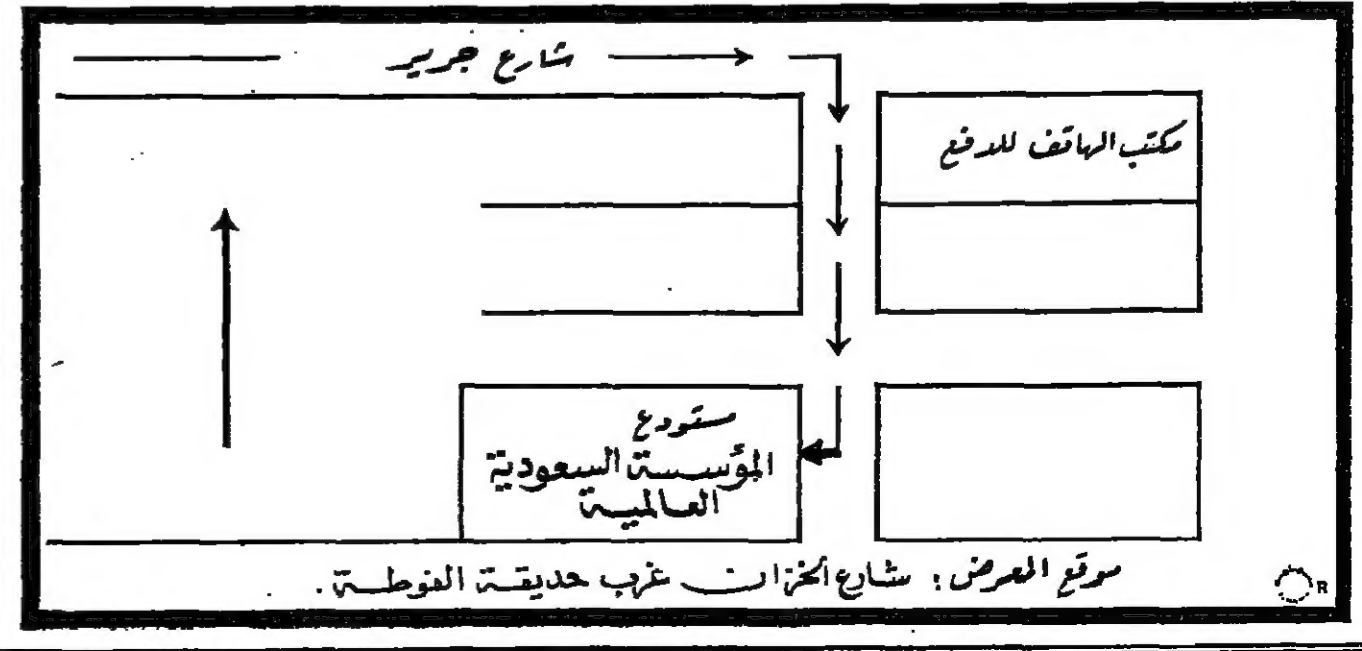 شارع جرير
مكتب الهاتف للدفع
مستودع
المؤسسة السعودية
العالمية
موقع المعرض : شارع الخزان غرب حديقة الفوطة .
R